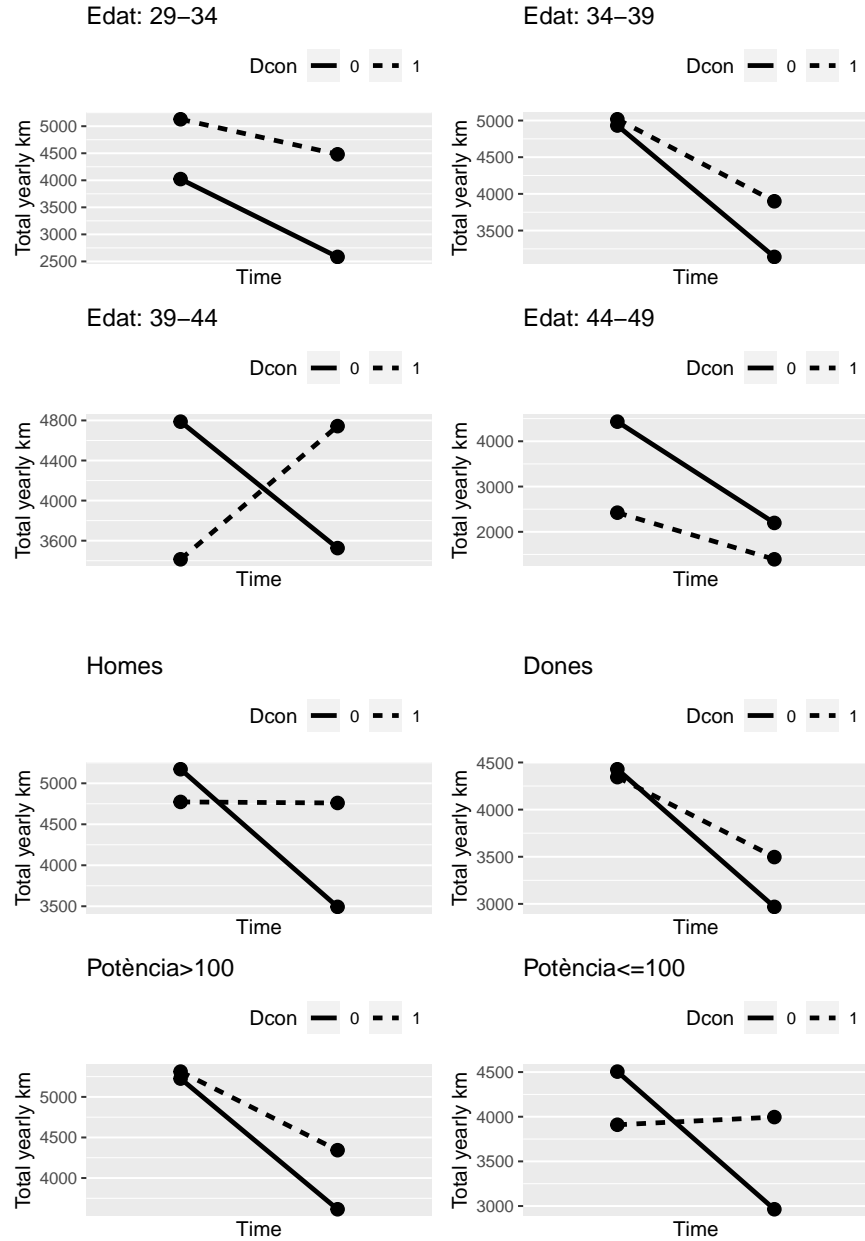 Edat: 29−34
Dcon 0 1
Total yearly km
5000
4500
4000
3500
3000
2500
Time
Edat: 34−39
Dcon 0 1
Total yearly km
5000
4500
4000
3500
Time
Edat: 39−44
Dcon 0 1
Total yearly km
4800
4400
4000
3600
Time
Edat: 44−49
Dcon 0 1
Total yearly km
4000
3000
2000
Time
Homes
Dcon 0 1
Total yearly km
5000
4500
4000
3500
Time
Dones
Dcon 0 1
Total yearly km
4500
4000
3500
3000
Time
Potència>100
Dcon 0 1
Total yearly km
5000
4500
4000
Time
Potència<=100
Dcon 0 1
Total yearly km
4500
4000
3500
3000
Time